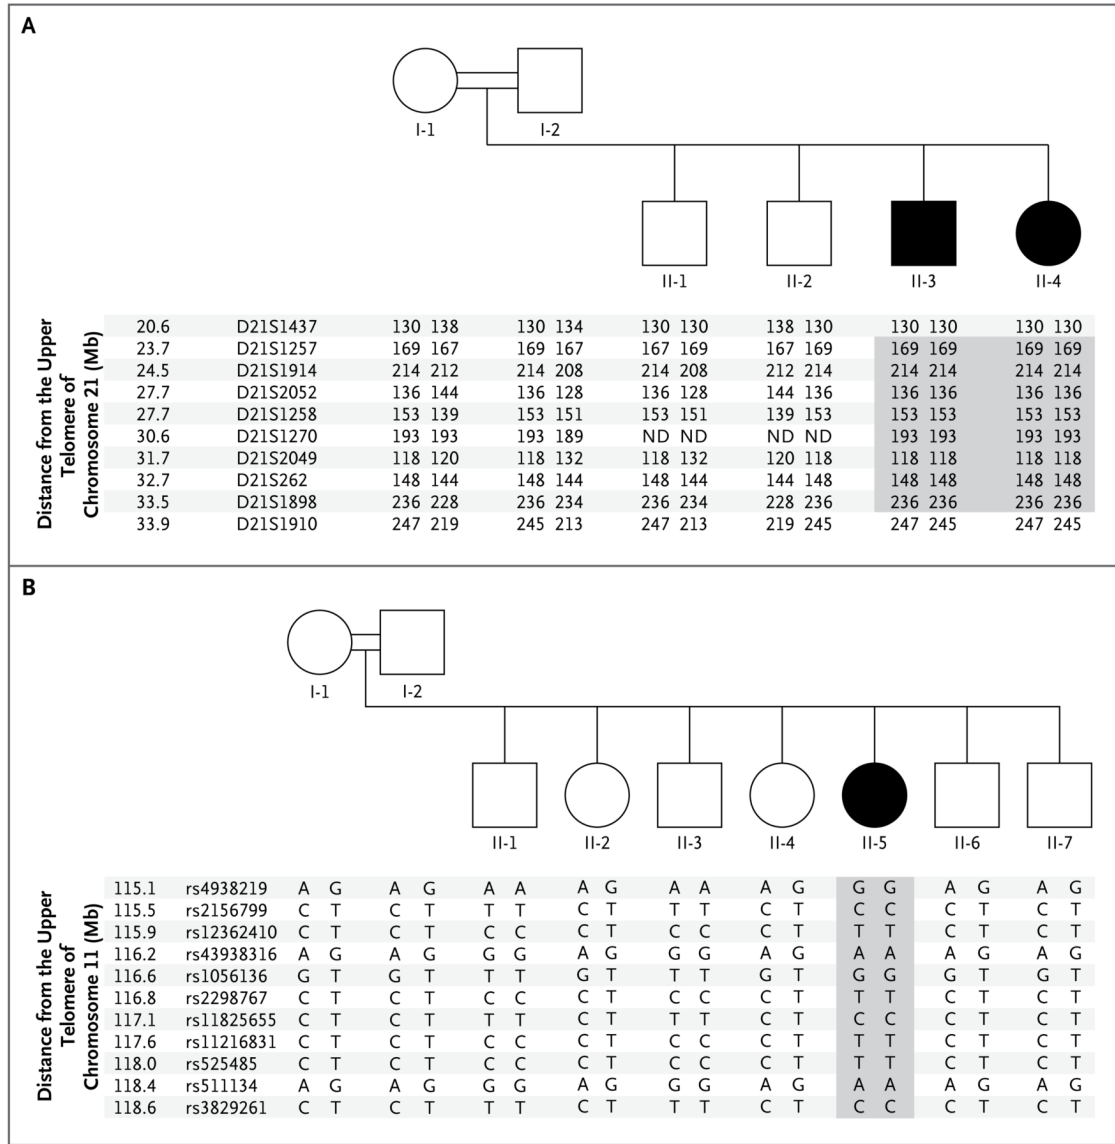 A
I-1 I-2
II-1 II-2 II-3 II-4
Distance from the Upper
Telomere of
Chromosome 21 (Mb)
20.6 D21S1437 130 138 130 134 130 130 138 130 130 130 130 130
23.7 D21S1257 169 167 169 167 167 169 167 169 169 169 169 169
24.5 D21S1914 214 212 214 208 214 208 212 214 214 214 214 214
27.7 D21S2052 136 144 136 128 136 128 144 136 136 136 136 136
27.7 D21S1258 153 139 153 151 153 151 139 153 153 153 153 153
30.6 D21S1270 193 193 193 189 ND ND ND ND 193 193 193 193
31.7 D21S2049 118 120 118 132 118 132 120 118 118 118 118 118
32.7 D21S262 148 144 148 144 148 144 144 148 148 148 148 148
33.5 D21S1898 236 228 236 234 236 234 228 236 236 236 236 236
33.9 D21S1910 247 219 245 213 247 213 219 245 247 245 247 245
B
I-1 I-2
II-1 II-2 II-3 II-4 II-5 II-6 II-7
Distance from the Upper
Telomere of
Chromosome 11 (Mb)
115.1 rs4938219 A G A G A A A G A A A G G G A G A G
115.5 rs2156799 C T C T T T C T T T C T C C C T C T
115.9 rs12362410 C T C T C C C T C C C T T T C T C T
116.2 rs43938316 A G A G G G A G G G A G A A A G A G
116.6 rs1056136 G T G T T T G T T T G T G G G T G T
116.8 rs2298767 C T C T C C C T C C C T T T C T C T
117.1 rs11825655 C T C T T T C T T T C T C C C T C T
117.6 rs11216831 C T C T C C C T C C C T T T C T C T
118.0 rs525485 C T C T C C C T C C C T T T C T C T
118.4 rs511134 A G A G G G A G G G A G A A A G A G
118.6 rs3829261 C T C T T T C T T T C T C C C T C T